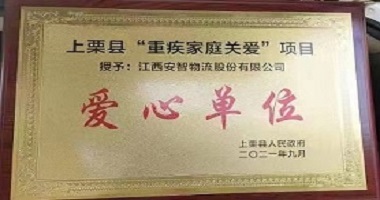 上栗县“重疾家庭关爱”项目
授予：江西安智物流股份有限公司
爱心单位
上栗县人民政府
二〇二一年九月